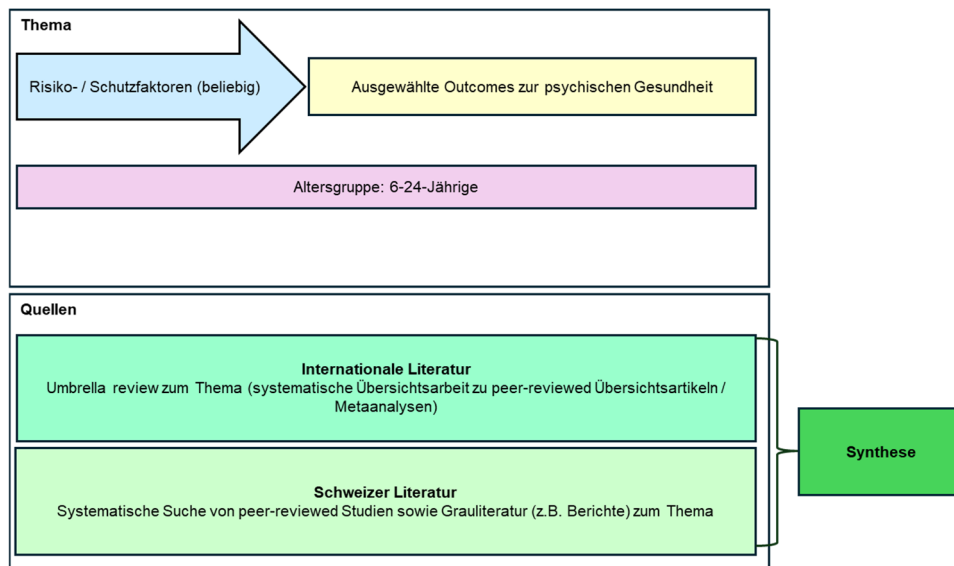 Thema
Risiko- / Schutzfaktoren (beliebig)
Ausgewählte Outcomes zur psychischen Gesundheit
Altersgruppe: 6-24-Jährige
Quellen
Internationale Literatur
Umbrella review zum Thema (systematische Übersichtsarbeit zu peer-reviewed Übersichtsartikeln /
Metaanalysen)
Schweizer Literatur
Systematische Suche von peer-reviewed Studien sowie Grauliteratur (z.B. Berichte) zum Thema
Synthese